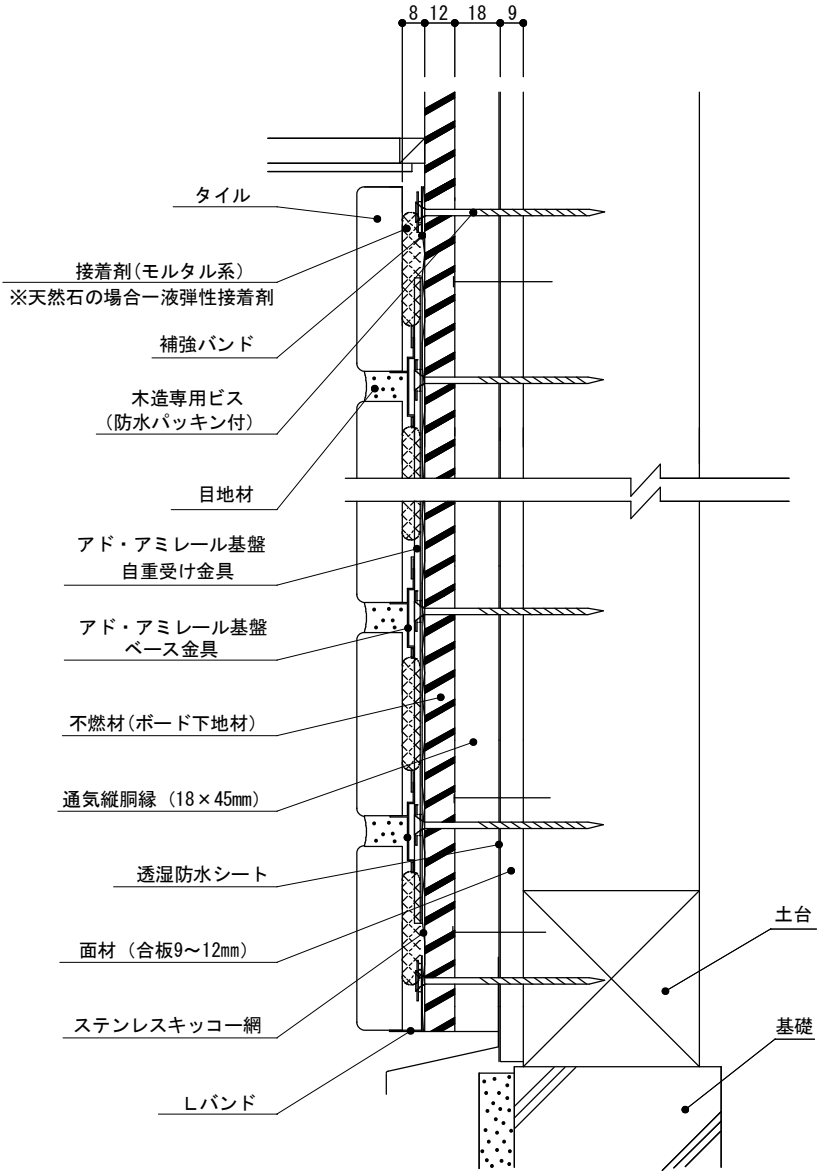 8 12 18 9
タイル
接着剤(モルタル系)
※天然石の場合一液弾性接着剤
補強バンド
木造専用ビス
(防水パッキン付)
目地材
アド・アミレール基盤
自重受け金具
アド・アミレール基盤
ベース金具
不燃材(ボード下地材)
通気縦胴縁 (18×45mm)
透湿防水シート
面材 (合板9~12mm)
ステンレスキッコー網
Lバンド
土台
基礎